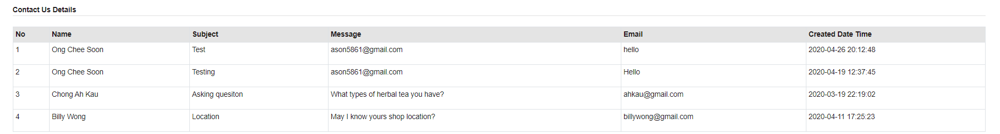 Contact Us Details
No Name Subject Message Email Created Date Time
1 Ong Chee Soon Test ason5861@gmail.com hello 2020-04-26 20:12:48
2 Ong Chee Soon Testing ason5861@gmail.com Hello 2020-04-19 12:37:45
3 Chong Ah Kau Asking quesiton What types of herbal tea you have? ahkau@gmail.com 2020-03-19 22:19:02
4 Billy Wong Location May I know yours shop location? billywong@gmail.com 2020-04-11 17:25:23